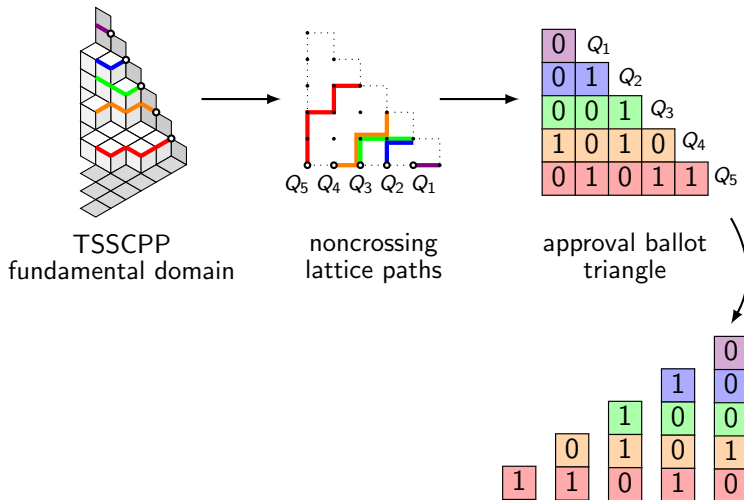 0 Q1
0 1 Q2
0 0 1 Q3
1 0 1 0 Q4
0 1 0 1 1 Q5
Q5 Q4 Q3 Q2 Q1
TSSCPP
fundamental domain
noncrossing
lattice paths
approval ballot
triangle
0
1 0
1 0 0
0 1 0 1
1 1 0 1 0